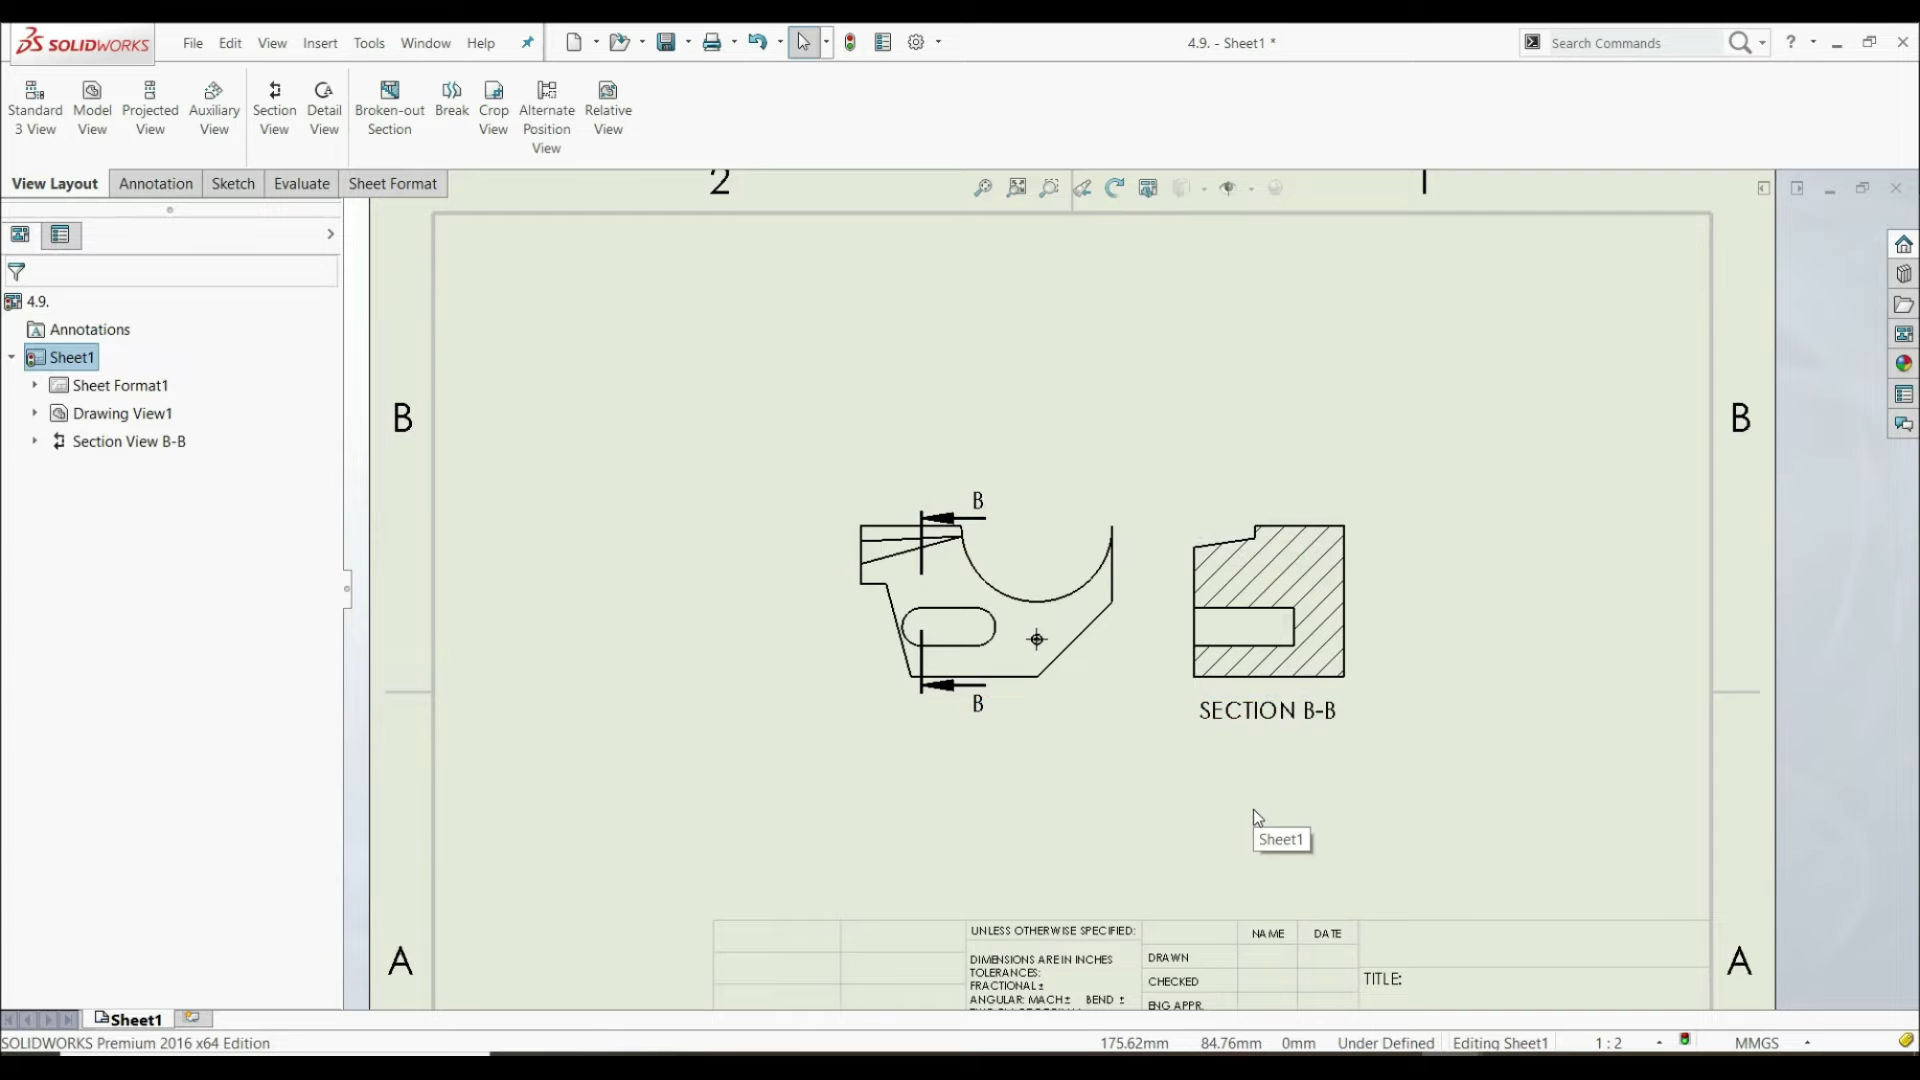 SOLIDWORKS File Edit View Insert Tools Window Help 4.9. - Sheet1 * Search Commands ?
Standard 3 View
Model View
Projected View
Auxiliary View
Section View
Detail View
Broken-out Section
Break
Crop View
Alternate Position View
Relative View
View Layout Annotation Sketch Evaluate Sheet Format
2
1
4.9.
Annotations
Sheet1
Sheet Format1
Drawing View1
Section View B-B
B
B
B
B
SECTION B-B
Sheet1
A
A
UNLESS OTHERWISE SPECIFIED:
DIMENSIONS ARE IN INCHES
TOLERANCES:
FRACTIONAL±
ANGULAR: MACH± BEND ±
NAME DATE
DRAWN
CHECKED
ENG APPR.
TITLE:
Sheet1
SOLIDWORKS Premium 2016 x64 Edition 175.62mm 84.76mm 0mm Under Defined Editing Sheet1 1 : 2 MMGS